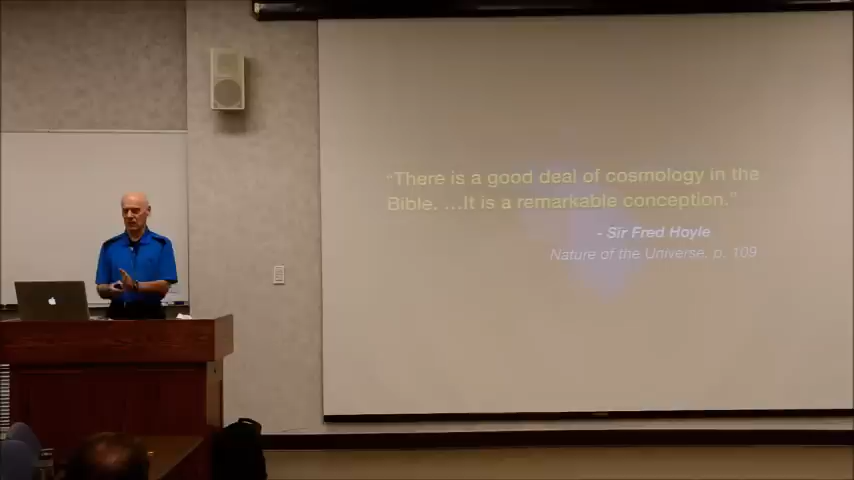 “There is a good deal of cosmology in the
Bible. ...It is a remarkable conception.”
- Sir Fred Hoyle
Nature of the Universe, p. 109